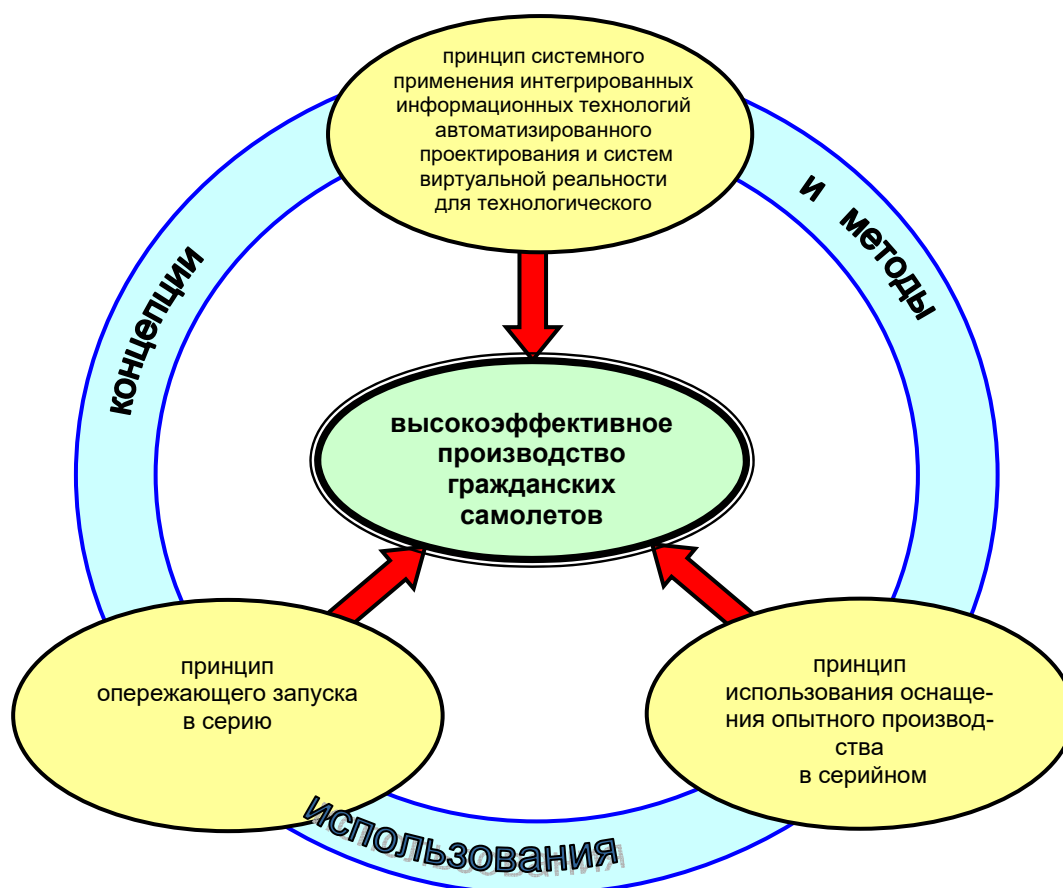 принцип системного
применения интегрированных
информационных технологий
автоматизированного
проектирования и систем
виртуальной реальности
для технологического
концепции
и методы
высокоэффективное
производство
гражданских
самолетов
принцип
опережающего запуска
в серию
принцип
использования оснаще-
ния опытного производ-
ства
в серийном
использования